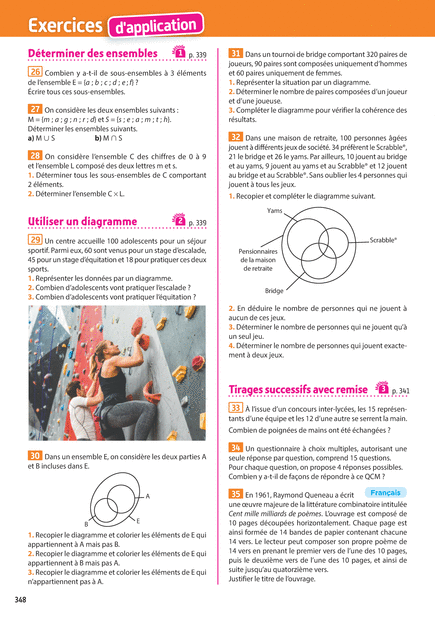 Exercices d'application
Déterminer des ensembles 1 p. 339
26 Combien y a-t-il de sous-ensembles à 3 éléments
de l'ensemble E = {a ; b ; c ; d ; e ; f} ?
Écrire tous ces sous-ensembles.
27 On considère les deux ensembles suivants :
M = {m ; a ; g ; n ; r ; d} et S = {s ; e ; a ; m ; t ; h}.
Déterminer les ensembles suivants.
a) M ∪ S b) M ∩ S
28 On considère l'ensemble C des chiffres de 0 à
9 et l'ensemble L composé des deux lettres m et s.
1. Déterminer tous les sous-ensembles de C comportant
2 éléments.
2. Déterminer l'ensemble C × L.
Utiliser un diagramme 2 p. 339
29 Un centre accueille 100 adolescents pour un séjour
sportif. Parmi eux, 60 sont venus pour un stage d'escalade,
45 pour un stage d'équitation et 18 pour pratiquer ces deux
sports.
1. Représenter les données par un diagramme.
2. Combien d'adolescents vont pratiquer l'escalade ?
3. Combien d'adolescents vont pratiquer l'équitation ?
30 Dans un ensemble E, on considère les deux parties A
et B incluses dans E.
A
B
E
1. Recopier le diagramme et colorier les éléments de E qui
appartiennent à A mais pas B.
2. Recopier le diagramme et colorier les éléments de E qui
appartiennent à B mais pas A.
3. Recopier le diagramme et colorier les éléments de E qui
n'appartiennent pas à A.
348
31 Dans un tournoi de bridge comportant 320 paires de
joueurs, 90 paires sont composées uniquement d'hommes
et 60 paires uniquement de femmes.
1. Représenter la situation par un diagramme.
2. Déterminer le nombre de paires composées d'un joueur
et d'une joueuse.
3. Compléter le diagramme pour vérifier la cohérence des
résultats.
32 Dans une maison de retraite, 100 personnes âgées
jouent à différents jeux de société. 34 préfèrent le Scrabble®,
21 le bridge et 26 le yams. Par ailleurs, 10 jouent au bridge
et au yams, 9 jouent au yams et au Scrabble® et 12 jouent
au bridge et au Scrabble®. Sans oublier les 4 personnes qui
jouent à tous les jeux.
1. Recopier et compléter le diagramme suivant.
Yams
Scrabble®
Pensionnaires
de la maison
de retraite
Bridge
2. En déduire le nombre de personnes qui ne jouent à
aucun de ces jeux.
3. Déterminer le nombre de personnes qui ne jouent qu'à
un seul jeu.
4. Déterminer le nombre de personnes qui jouent exacte-
ment à deux jeux.
Tirages successifs avec remise 3 p. 341
33 À l'issue d'un concours inter-lycées, les 15 représen-
tants d'une équipe et les 12 d'une autre se serrent la main.
Combien de poignées de mains ont été échangées ?
34 Un questionnaire à choix multiples, autorisant une
seule réponse par question, comprend 15 questions.
Pour chaque question, on propose 4 réponses possibles.
Combien y a-t-il de façons de répondre à ce QCM ?
35 En 1961, Raymond Queneau a écrit Français
une œuvre majeure de la littérature combinatoire intitulée
Cent mille milliards de poèmes. L'ouvrage est composé de
10 pages découpées horizontalement. Chaque page est
ainsi formée de 14 bandes de papier contenant chacune
14 vers. Le lecteur peut composer son propre poème de
14 vers en prenant le premier vers de l'une des 10 pages,
puis le deuxième vers de l'une des 10 pages, et ainsi de
suite jusqu'au quatorzième vers.
Justifier le titre de l'ouvrage.